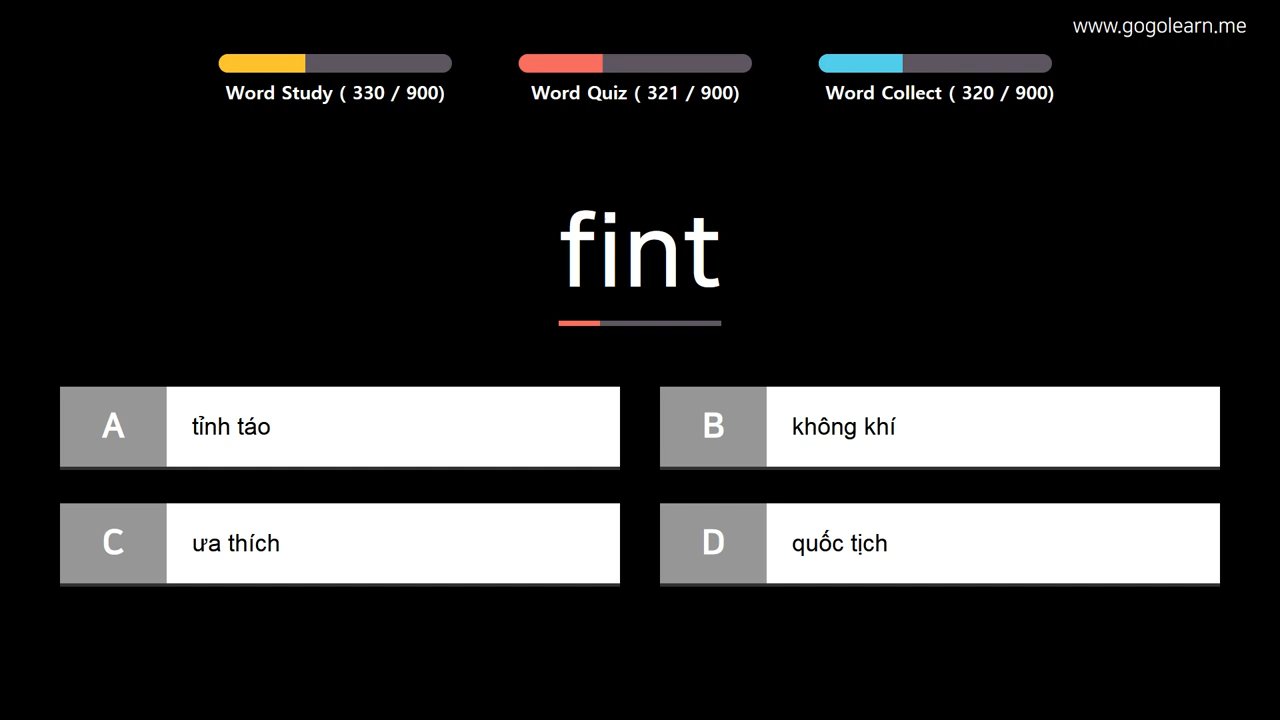 www.gogolearn.me
Word Study ( 330 / 900)
Word Quiz ( 321 / 900)
Word Collect ( 320 / 900)
fint
A
tỉnh táo
B
không khí
C
ưa thích
D
quốc tịch